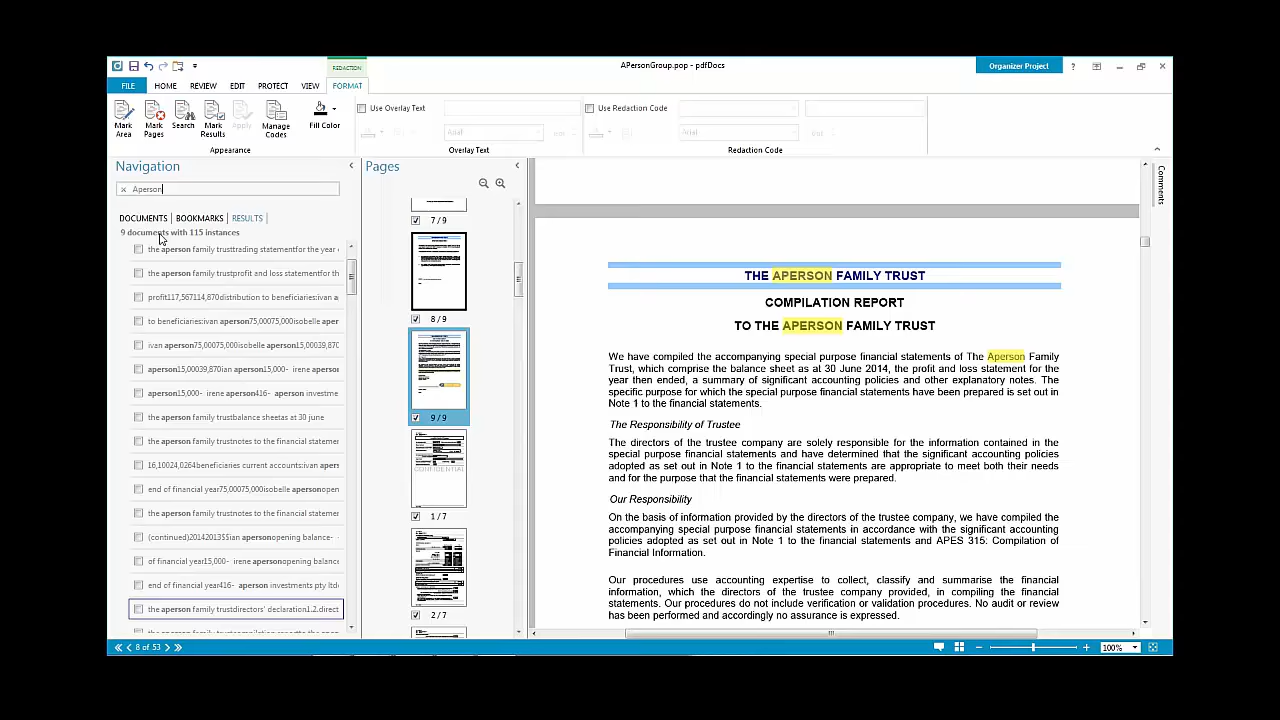 REDACTION
APersonGroup.pop - pdfDocs
Organizer Project
?
FILE HOME REVIEW EDIT PROTECT VIEW FORMAT
Mark Area
Mark Pages
Search
Mark Results
Apply
Manage Codes
Fill Color
Appearance
Use Overlay Text
Arial
Overlay Text
Use Redaction Code
Arial
Redaction Code
Navigation
Aperson
DOCUMENTS | BOOKMARKS | RESULTS |
9 documents with 115 instances
the aperson family trusttrading statementfor the year
the aperson family trustprofit and loss statementfor th
profit117,567114,870distribution to beneficiaries:ivan a
to beneficiaries:ivan aperson75,00075,000isobelle aper
ivan aperson75,00075,000isobelle aperson15,00039,870
aperson15,00039,870ian aperson15,000- irene aperso
aperson15,000- irene aperson416- aperson investme
the aperson family trustbalance sheetas at 30 june
the aperson family trustnotes to the financial statemer
16,10024,0264beneficiaries current accounts:ivan apers
end of financial year75,00075,000isobelle apersonopen
the aperson family trustnotes to the financial statemer
(continued)20142013$$ian apersonopening balance-
of financial year15,000- irene apersonopening balance
end of financial year416- aperson investments pty ltd
the aperson family trustdirectors' declaration1.2.direct
Pages
7 / 9
8 / 9
9 / 9
CONFIDENTIAL
1 / 7
2 / 7
THE APERSON FAMILY TRUST
COMPILATION REPORT
TO THE APERSON FAMILY TRUST
We have compiled the accompanying special purpose financial statements of The Aperson Family
Trust, which comprise the balance sheet as at 30 June 2014, the profit and loss statement for the
year then ended, a summary of significant accounting policies and other explanatory notes. The
specific purpose for which the special purpose financial statements have been prepared is set out in
Note 1 to the financial statements.
The Responsibility of Trustee
The directors of the trustee company are solely responsible for the information contained in the
special purpose financial statements and have determined that the significant accounting policies
adopted as set out in Note 1 to the financial statements are appropriate to meet both their needs
and for the purpose that the financial statements were prepared.
Our Responsibility
On the basis of information provided by the directors of the trustee company, we have compiled the
accompanying special purpose financial statements in accordance with the significant accounting
policies adopted as set out in Note 1 to the financial statements and APES 315: Compilation of
Financial Information.
Our procedures use accounting expertise to collect, classify and summarise the financial
information, which the directors of the trustee company provided, in compiling the financial
statements. Our procedures do not include verification or validation procedures. No audit or review
has been performed and accordingly no assurance is expressed.
Comments
8 of 53
100%